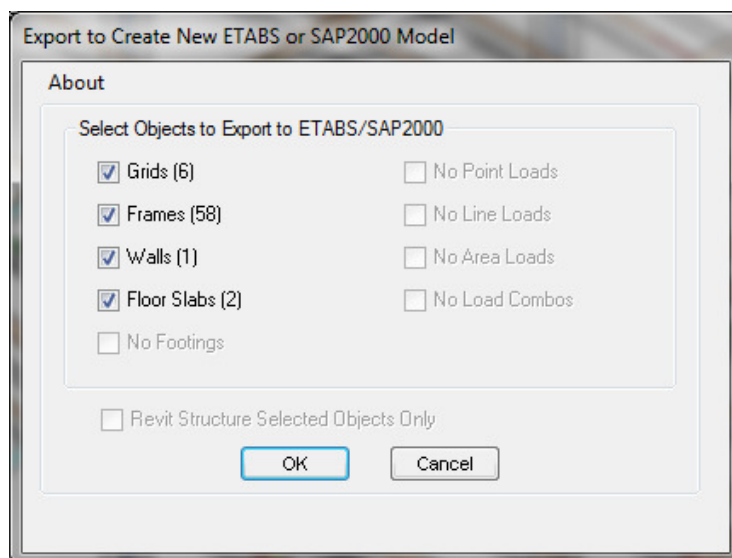 Export to Create New ETABS or SAP2000 Model
About
Select Objects to Export to ETABS/SAP2000
Grids (6)
No Point Loads
Frames (58)
No Line Loads
Walls (1)
No Area Loads
Floor Slabs (2)
No Load Combos
No Footings
Revit Structure Selected Objects Only
OK
Cancel